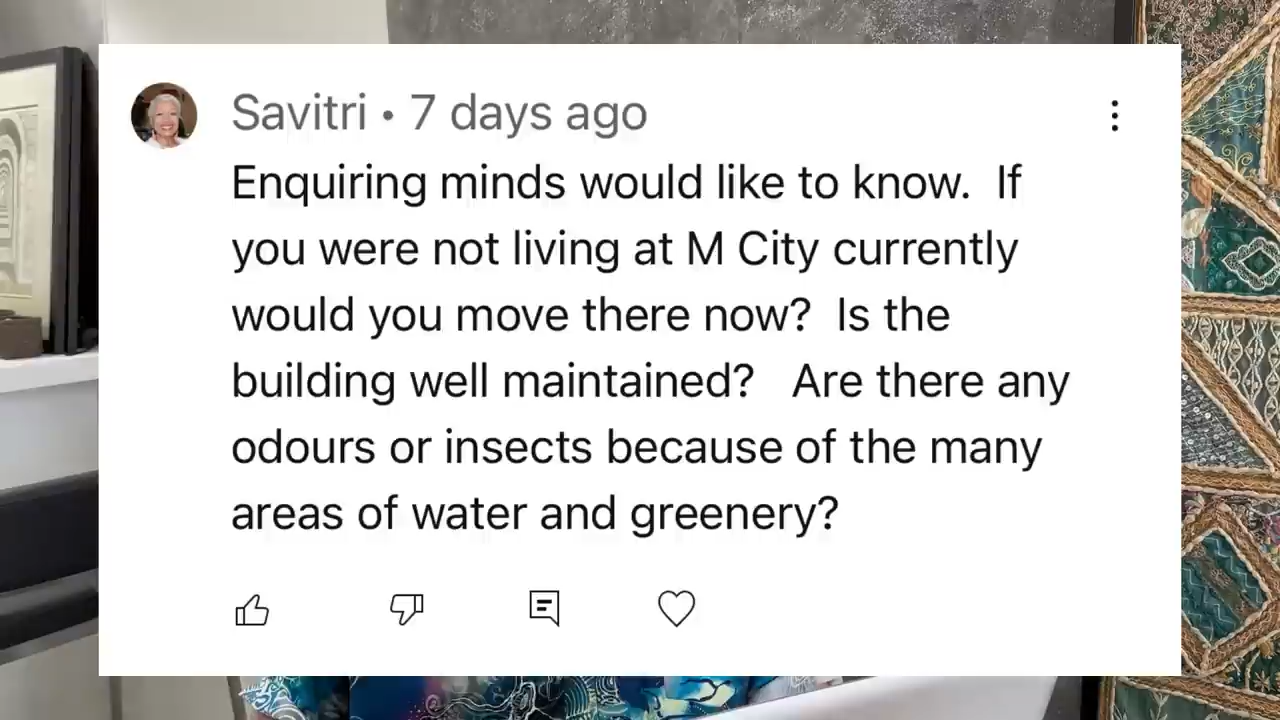 Savitri • 7 days ago
Enquiring minds would like to know.  If
you were not living at M City currently
would you move there now?  Is the
building well maintained?   Are there any
odours or insects because of the many
areas of water and greenery?